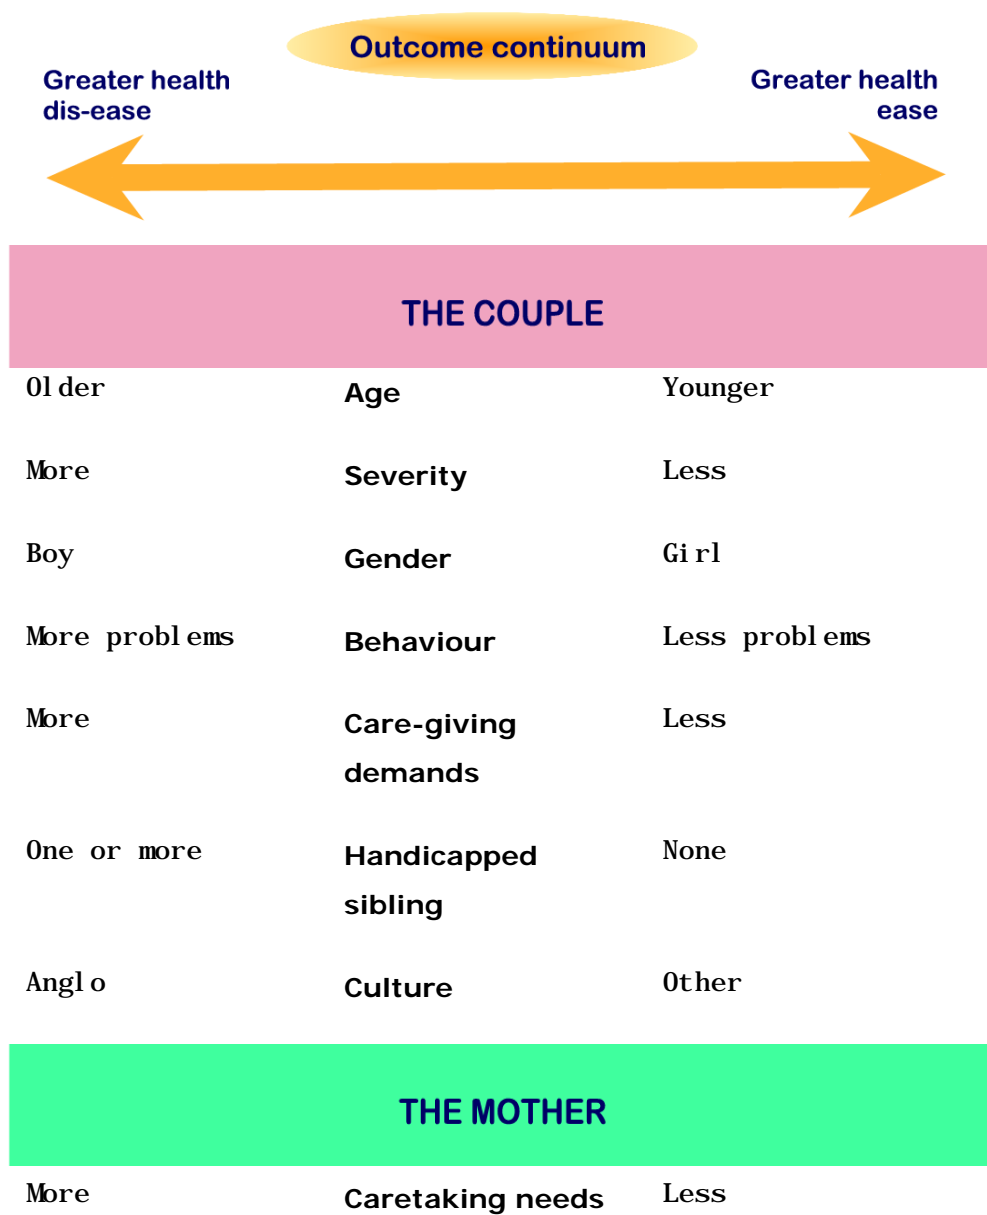 Outcome continuum
Greater health
dis-ease
Greater health
ease
THE COUPLE
Older Age Younger
More Severity Less
Boy Gender Girl
More problems Behaviour Less problems
More Care-giving Less
demands
One or more Handicapped None
sibling
Anglo Culture Other
THE MOTHER
More Caretaking needs Less